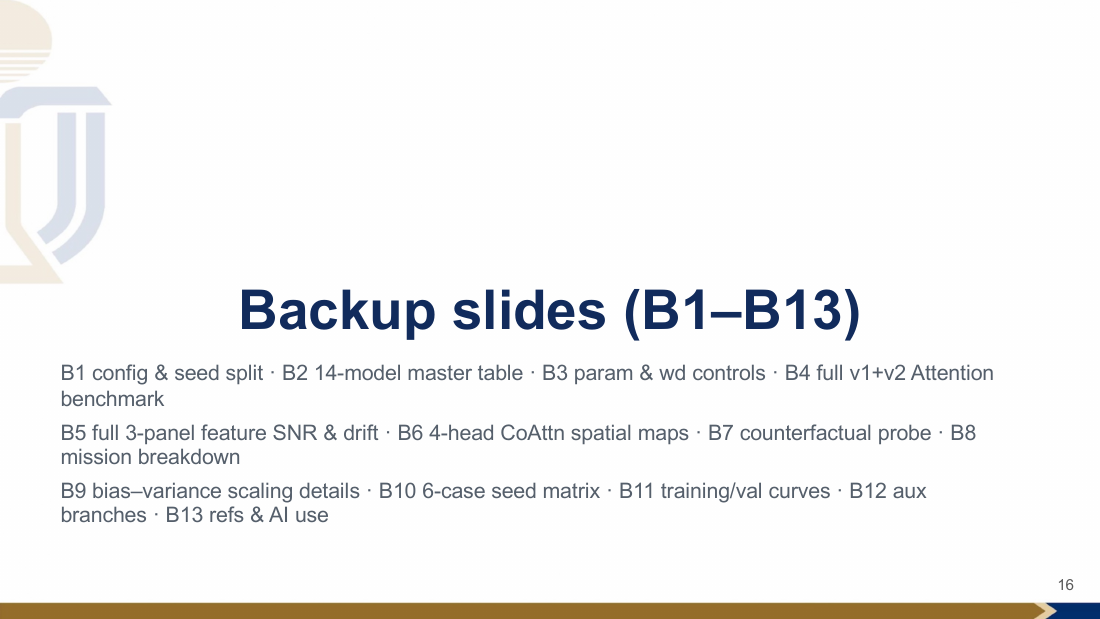 Backup slides (B1–B13)
B1 config & seed split · B2 14-model master table · B3 param & wd controls · B4 full v1+v2 Attention
benchmark
B5 full 3-panel feature SNR & drift · B6 4-head CoAttn spatial maps · B7 counterfactual probe · B8
mission breakdown
B9 bias–variance scaling details · B10 6-case seed matrix · B11 training/val curves · B12 aux
branches · B13 refs & AI use
16